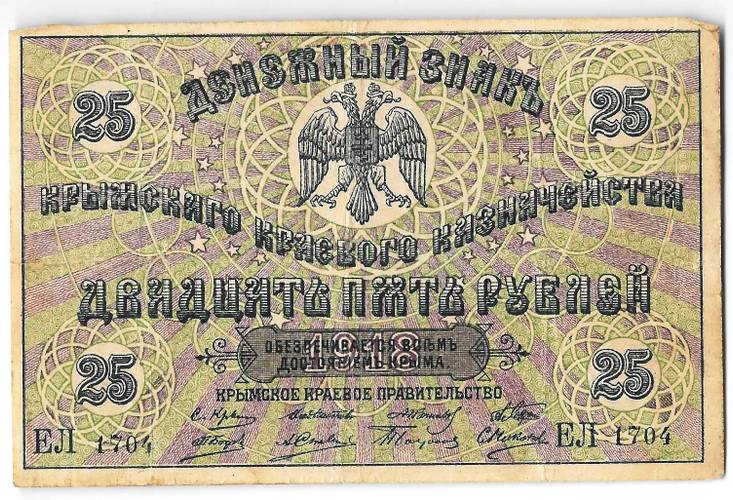 ДЕНЕЖНЫЙ ЗНАКЪ
25 25
КРЫМСКАГО КРАЕВОГО КАЗНАЧЕЙСТВА
ДВАДЦАТЬ ПЯТЬ РУБЛЕЙ
1918
ОБЕЗПЕЧИВАЕТСЯ ВСѢМЪ
ДОСТОЯНІЕМЪ КРЫМА.
25 25
КРЫМСКОЕ КРАЕВОЕ ПРАВИТЕЛЬСТВО
ЕЛ 1704 ЕЛ 1704